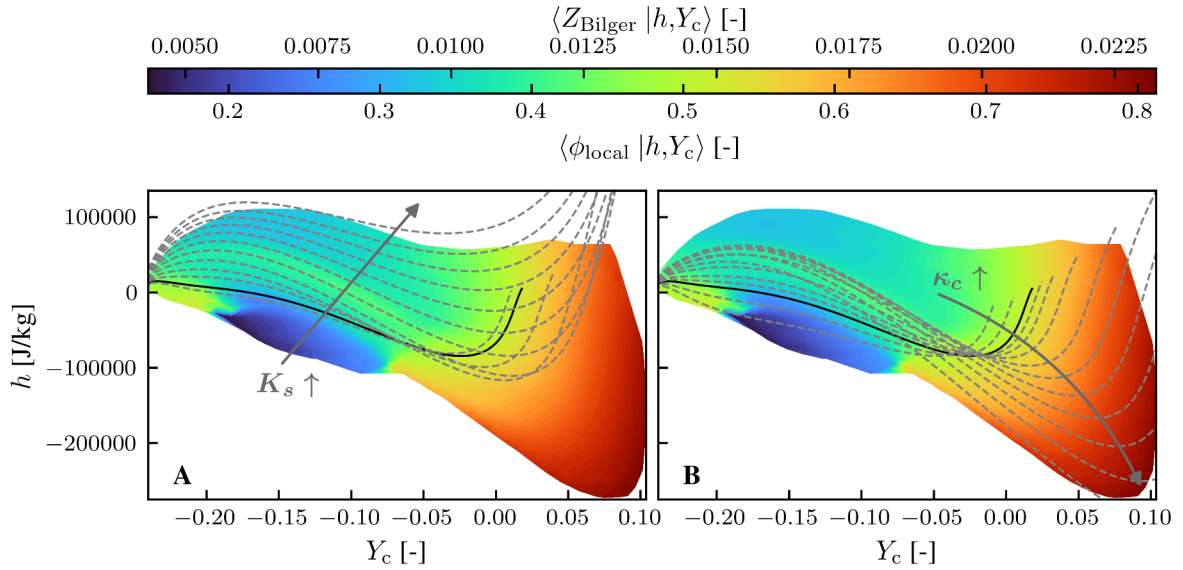 ⟨Z_Bilger |h,Y_c⟩ [-]
0.0050 0.0075 0.0100 0.0125 0.0150 0.0175 0.0200 0.0225
0.2 0.3 0.4 0.5 0.6 0.7 0.8
⟨ϕ_local |h,Y_c⟩ [-]
h [J/kg]
100000
0
−100000
−200000
K_s ↑
A
−0.20 −0.15 −0.10 −0.05 0.00 0.05 0.10
Y_c [-]
κ_c ↑
B
−0.20 −0.15 −0.10 −0.05 0.00 0.05 0.10
Y_c [-]